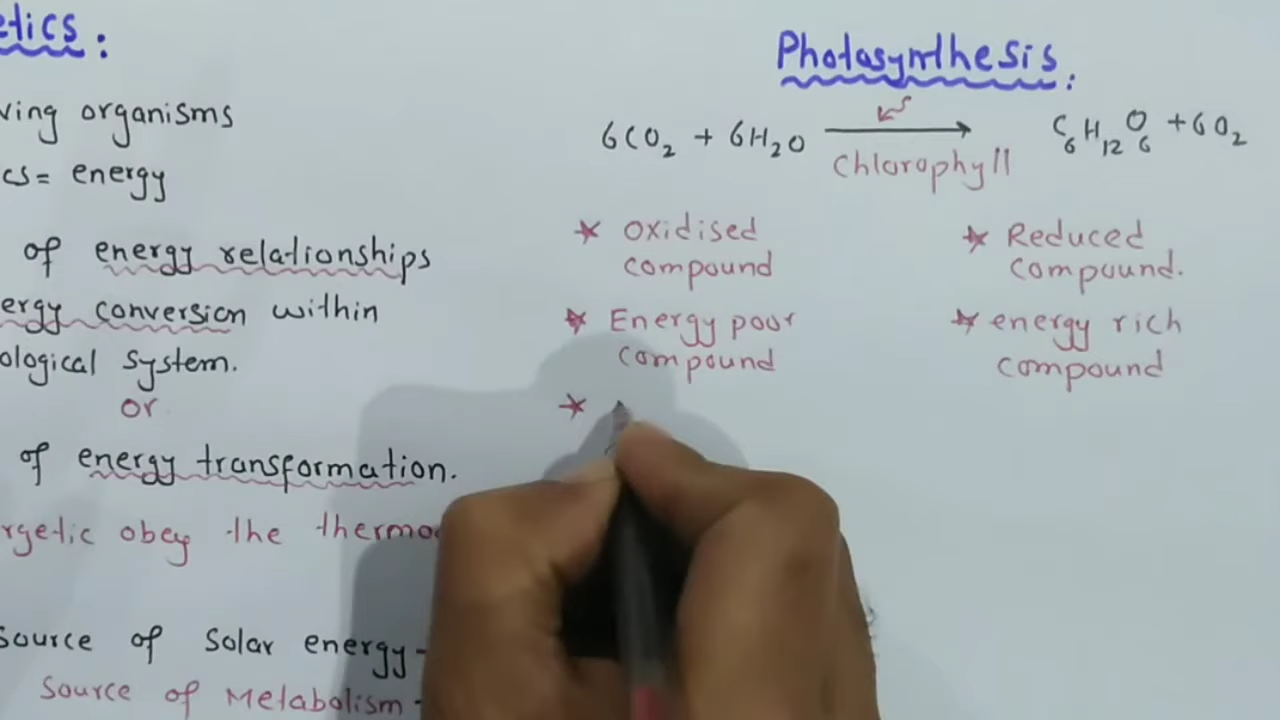 etics:
ving organisms
cs= energy
of energy relationships
ergy conversion within
ological system.
or
of energy transformation.
rgetic obey the thermo
Source of Solar energy-
Source of Metabolism-
Photosynthesis:
6CO2 + 6H2O → C6H12O6 +6O2
Chlorophyll
* Oxidised
compound
* Energy poor
compound
*
* Reduced
compound.
* energy rich
compound